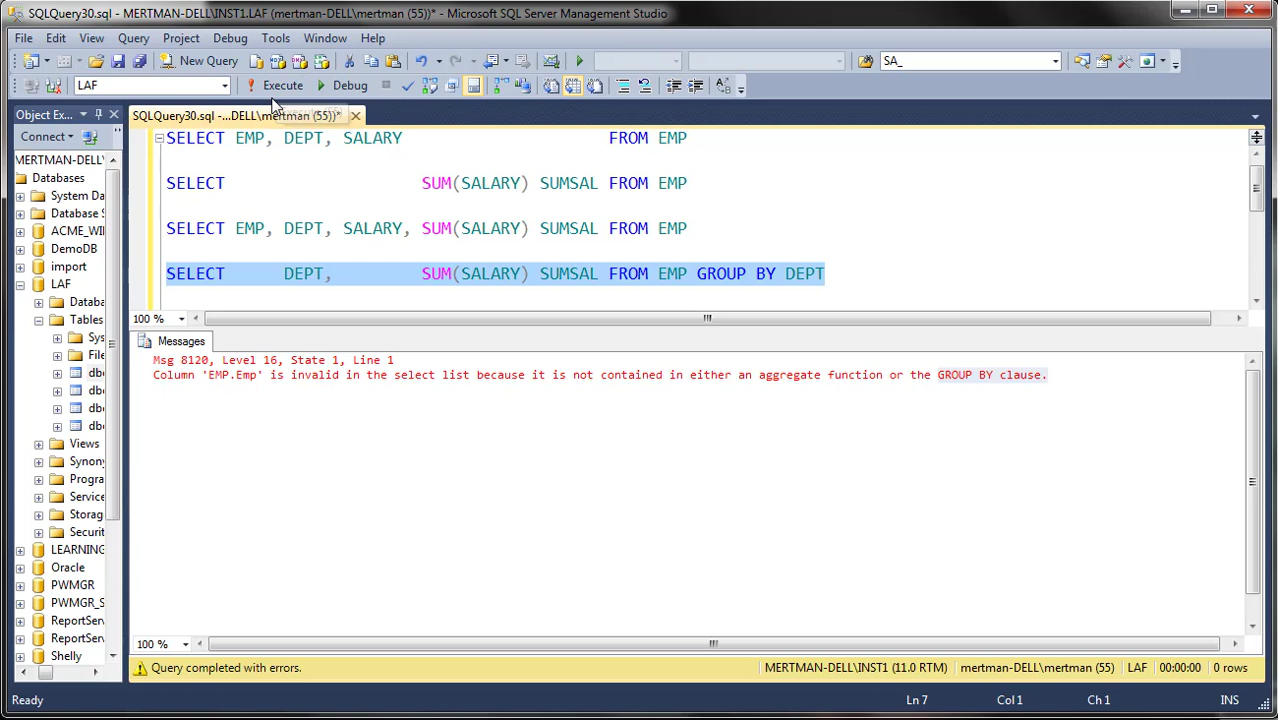 SQLQuery30.sql - MERTMAN-DELL\INST1.LAF (mertman-DELL\mertman (55))* - Microsoft SQL Server Management Studio
File Edit View Query Project Debug Tools Window Help
New Query SA_
LAF Execute Debug
Object Ex... SQLQuery30.sql -...DELL\mertman (55))*
Connect
MERTMAN-DELL\
Databases
System Da
Database S
ACME_WI
DemoDB
import
LAF
Databa
Tables
Sys
File
dbo
dbo
dbo
dbo
Views
Synony
Progra
Service
Storag
Securit
LEARNING
Oracle
PWMGR
PWMGR_S
ReportServ
ReportServ
Shelly
SELECT EMP, DEPT, SALARY FROM EMP
SELECT SUM(SALARY) SUMSAL FROM EMP
SELECT EMP, DEPT, SALARY, SUM(SALARY) SUMSAL FROM EMP
SELECT DEPT, SUM(SALARY) SUMSAL FROM EMP GROUP BY DEPT
100 %
Messages
Msg 8120, Level 16, State 1, Line 1
Column 'EMP.Emp' is invalid in the select list because it is not contained in either an aggregate function or the GROUP BY clause.
100 %
Query completed with errors. MERTMAN-DELL\INST1 (11.0 RTM) mertman-DELL\mertman (55) LAF 00:00:00 0 rows
Ready Ln 7 Col 1 Ch 1 INS